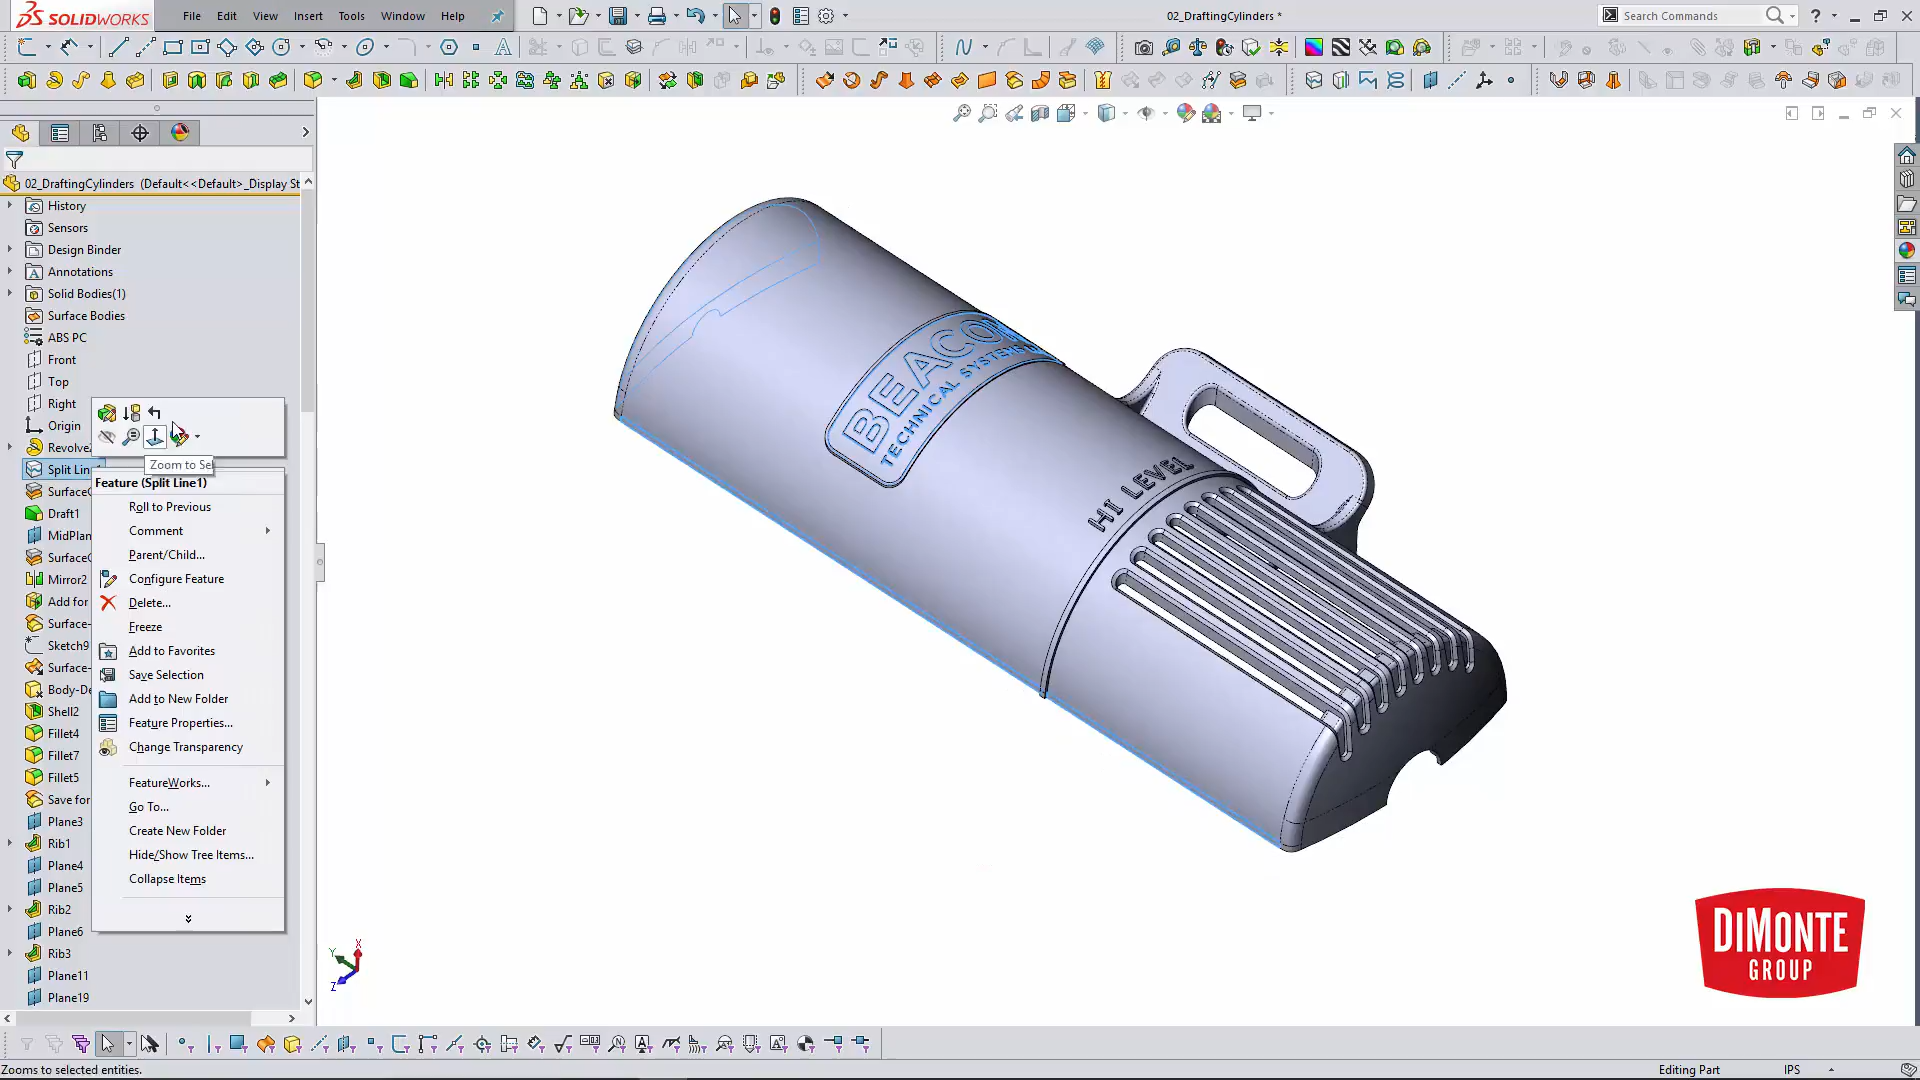 SOLIDWORKS
File Edit View Insert Tools Window Help
02_DraftingCylinders *
Search Commands
02_DraftingCylinders (Default<<Default>_Display St
History
Sensors
Design Binder
Annotations
Solid Bodies(1)
Surface Bodies
ABS PC
Front
Top
Right
Origin
Revolve
Split Lin
Zoom to Sel
Feature (Split Line1)
Surface
Draft1
MidPlan
Surface
Mirror2
Add for
Surface-
Sketch9
Surface-
Body-De
Shell2
Fillet4
Fillet7
Fillet5
Save for
Plane3
Rib1
Plane4
Plane5
Rib2
Plane6
Rib3
Plane11
Plane19
Roll to Previous
Comment
Parent/Child...
Configure Feature
Delete...
Freeze
Add to Favorites
Save Selection
Add to New Folder
Feature Properties...
Change Transparency
FeatureWorks...
Go To...
Create New Folder
Hide/Show Tree Items...
Collapse Items
BEACON
TECHNICAL SYSTEMS
HI LEVEL
X
Y
Z
DIMONTE
GROUP
Zooms to selected entities.
Editing Part
IPS